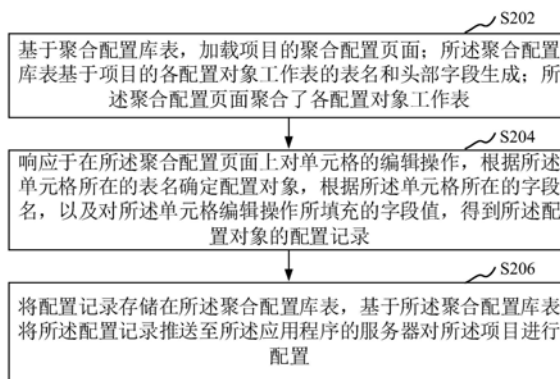 S202
基于聚合配置库表，加载项目的聚合配置页面；所述聚合配置
库表基于项目的各配置对象工作表的表名和头部字段生成；所
述聚合配置页面聚合了各配置对象工作表
S204
响应于在所述聚合配置页面上对单元格的编辑操作，根据所述
单元格所在的表名确定配置对象，根据所述单元格所在的字段
名，以及对所述单元格编辑操作所填充的字段值，得到所述配
置对象的配置记录
S206
将配置记录存储在所述聚合配置库表，基于所述聚合配置库表
将所述配置记录推送至所述应用程序的服务器对所述项目进行
配置